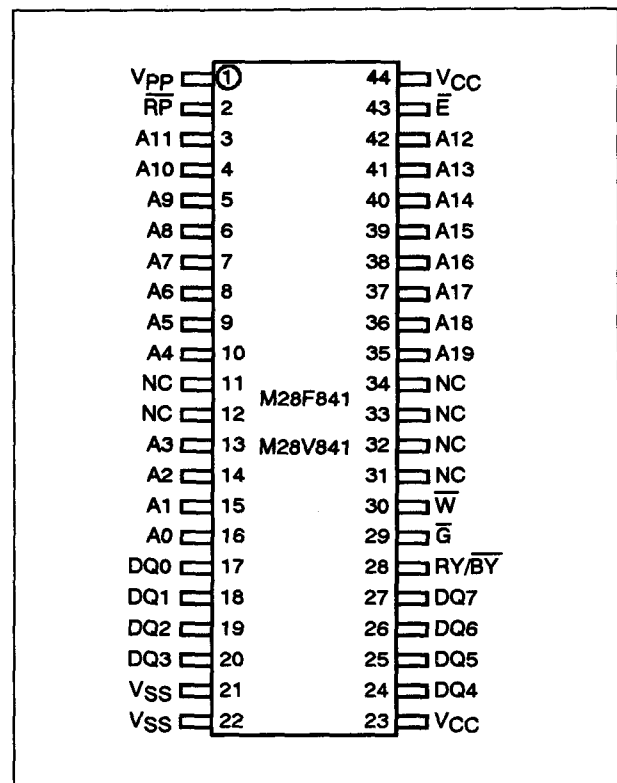 VPP 1 44 VCC
R̅P̅ 2 43 E̅
A11 3 42 A12
A10 4 41 A13
A9 5 40 A14
A8 6 39 A15
A7 7 38 A16
A6 8 37 A17
A5 9 36 A18
A4 10 35 A19
NC 11 34 NC
M28F841
NC 12 33 NC
A3 13 M28V841 32 NC
A2 14 31 NC
A1 15 30 W̅
A0 16 29 G̅
DQ0 17 28 RY/B̅Y̅
DQ1 18 27 DQ7
DQ2 19 26 DQ6
DQ3 20 25 DQ5
VSS 21 24 DQ4
VSS 22 23 VCC